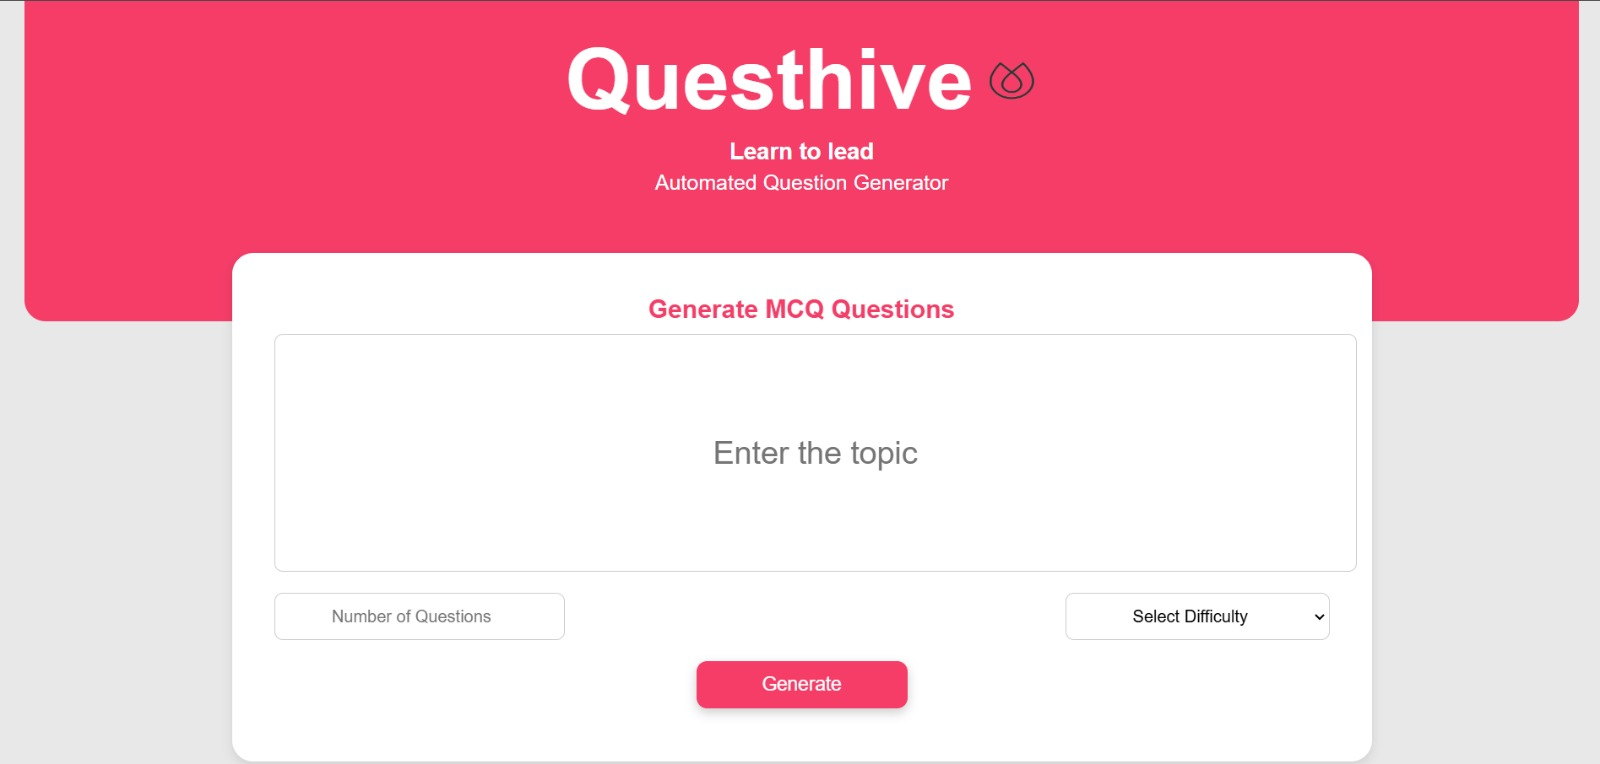 Questhive
Learn to lead
Automated Question Generator
Generate MCQ Questions
Enter the topic
Number of Questions
Select Difficulty
Generate